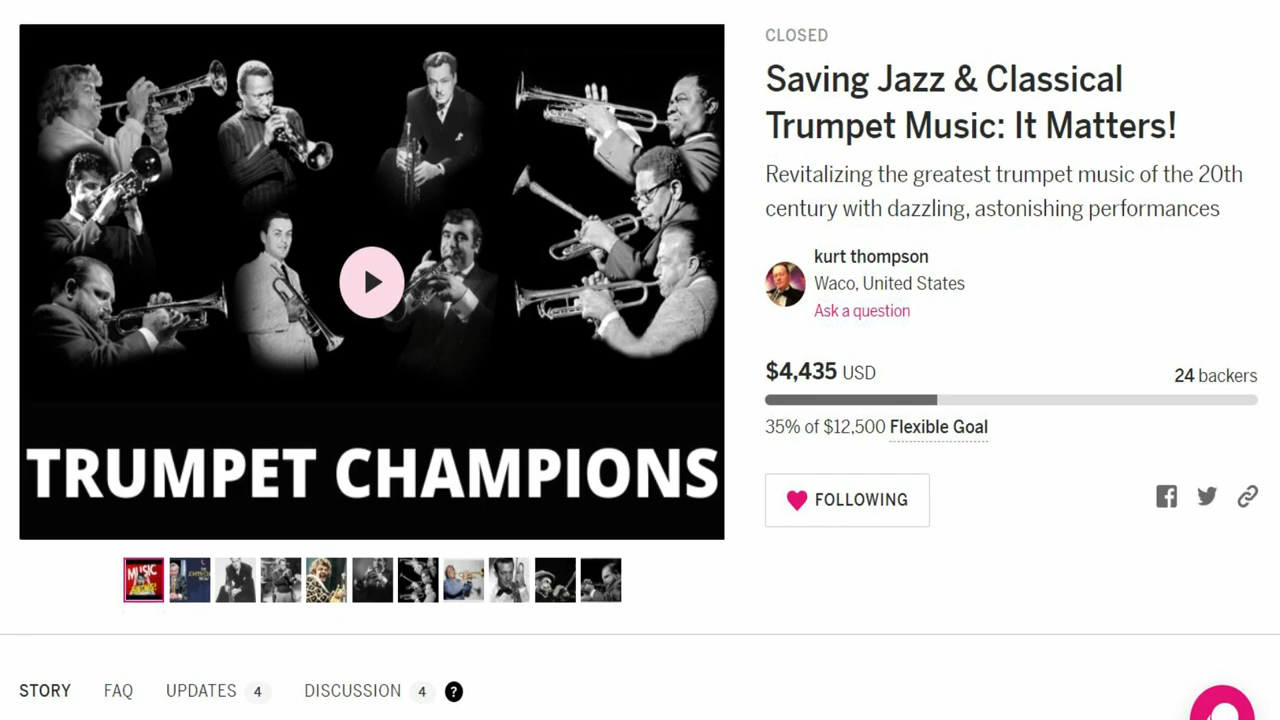 CLOSED
Saving Jazz & Classical
Trumpet Music: It Matters!
Revitalizing the greatest trumpet music of the 20th
century with dazzling, astonishing performances
kurt thompson
Waco, United States
Ask a question
$4,435 USD
24 backers
35% of $12,500 Flexible Goal
FOLLOWING
TRUMPET CHAMPIONS
MUSIC
STORY
FAQ
UPDATES 4
DISCUSSION 4 ?